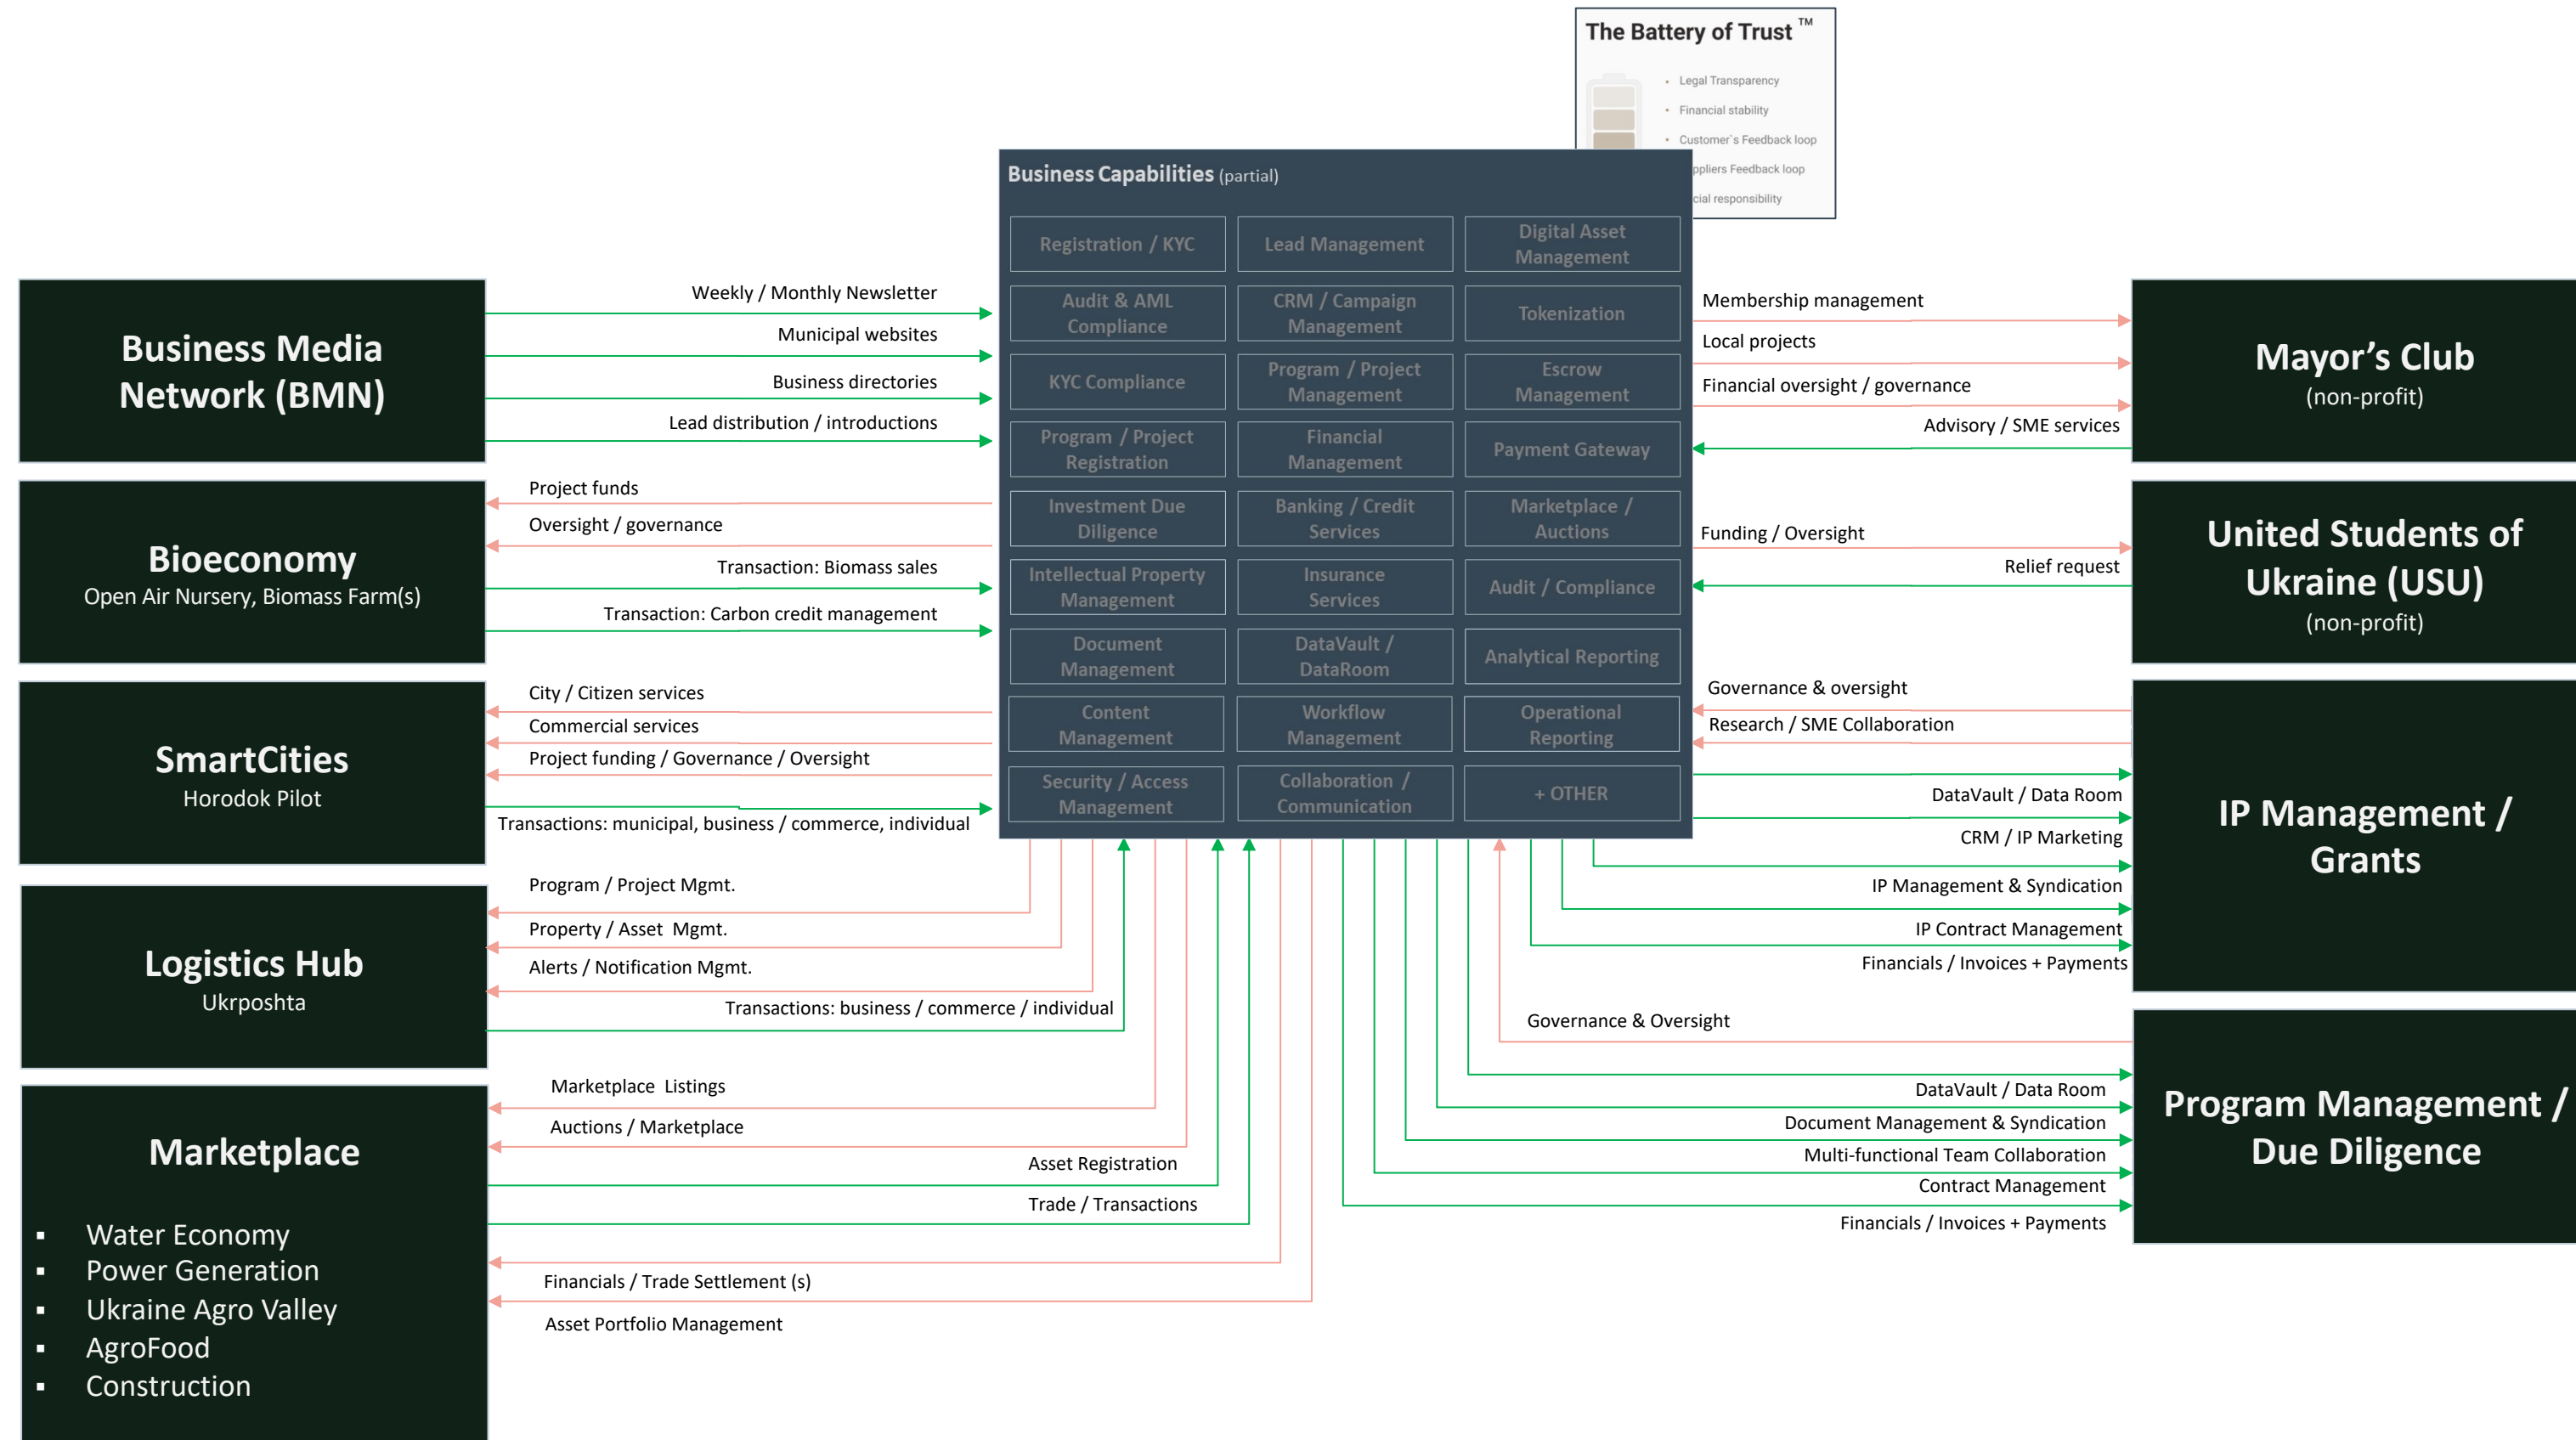 The Battery of Trust ™
• Legal Transparency
• Financial stability
• Customer`s Feedback loop
ppliers Feedback loop
cial responsibility
Business Capabilities (partial)
Registration / KYC
Lead Management
Digital Asset
Management
Audit & AML
Compliance
CRM / Campaign
Management
Tokenization
KYC Compliance
Program / Project
Management
Escrow
Management
Program / Project
Registration
Financial
Management
Payment Gateway
Investment Due
Diligence
Banking / Credit
Services
Marketplace /
Auctions
Intellectual Property
Management
Insurance
Services
Audit / Compliance
Document
Management
DataVault /
DataRoom
Analytical Reporting
Content
Management
Workflow
Management
Operational
Reporting
Security / Access
Management
Collaboration /
Communication
+ OTHER
Business Media
Network (BMN)
Weekly / Monthly Newsletter
Municipal websites
Business directories
Lead distribution / introductions
Bioeconomy
Open Air Nursery, Biomass Farm(s)
Project funds
Oversight / governance
Transaction: Biomass sales
Transaction: Carbon credit management
SmartCities
Horodok Pilot
City / Citizen services
Commercial services
Project funding / Governance / Oversight
Transactions: municipal, business / commerce, individual
Logistics Hub
Ukrposhta
Program / Project Mgmt.
Property / Asset  Mgmt.
Alerts / Notification Mgmt.
Transactions: business / commerce / individual
Marketplace
▪ Water Economy
▪ Power Generation
▪ Ukraine Agro Valley
▪ AgroFood
▪ Construction
Marketplace  Listings
Auctions / Marketplace
Asset Registration
Trade / Transactions
Financials / Trade Settlement (s)
Asset Portfolio Management
Membership management
Local projects
Financial oversight / governance
Advisory / SME services
Mayor’s Club
(non-profit)
Funding / Oversight
Relief request
United Students of
Ukraine (USU)
(non-profit)
Governance & oversight
Research / SME Collaboration
DataVault / Data Room
CRM / IP Marketing
IP Management & Syndication
IP Contract Management
Financials / Invoices + Payments
IP Management /
Grants
Governance & Oversight
DataVault / Data Room
Document Management & Syndication
Multi-functional Team Collaboration
Contract Management
Financials / Invoices + Payments
Program Management /
Due Diligence